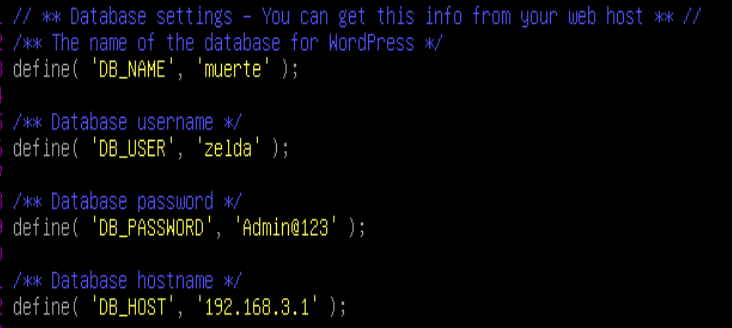 // ** Database settings - You can get this info from your web host ** //
/** The name of the database for WordPress */
define( 'DB_NAME', 'muerte' );
/** Database username */
define( 'DB_USER', 'zelda' );
/** Database password */
define( 'DB_PASSWORD', 'Admin@123' );
/** Database hostname */
define( 'DB_HOST', '192.168.3.1' );